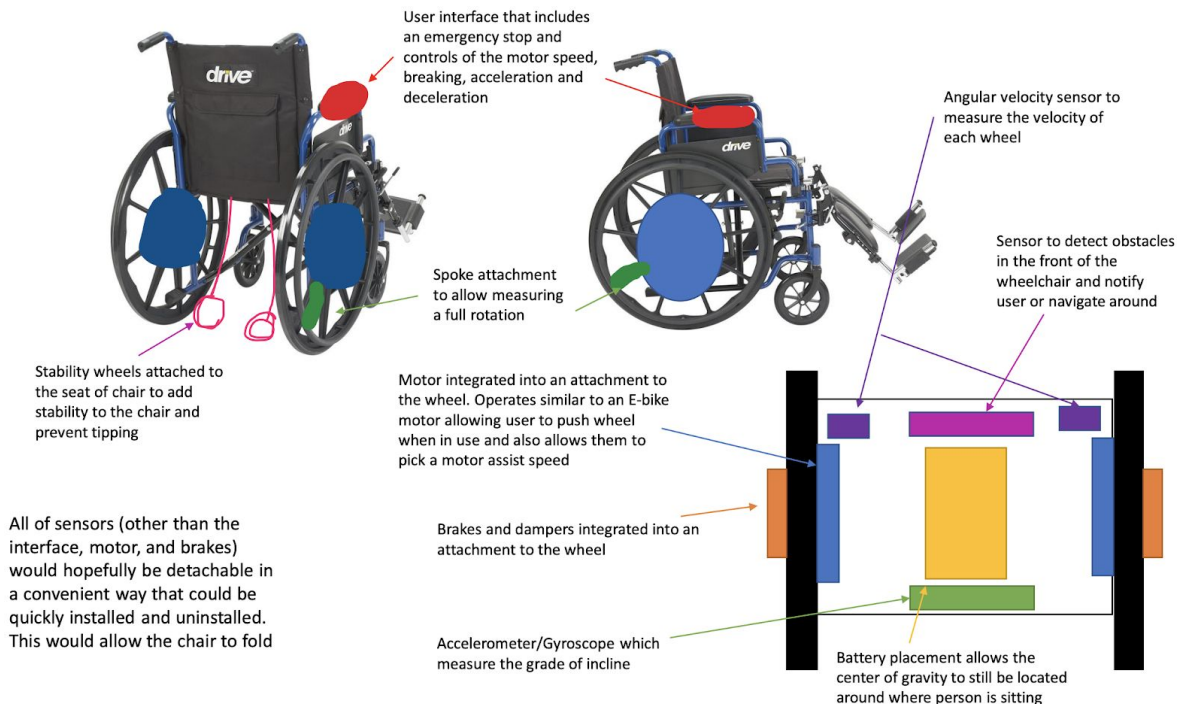 User interface that includes
an emergency stop and
controls of the motor speed,
breaking, acceleration and
deceleration
drive
drive
drive
Angular velocity sensor to
measure the velocity of
each wheel
Spoke attachment
to allow measuring
a full rotation
Sensor to detect obstacles
in the front of the
wheelchair and notify
user or navigate around
Stability wheels attached to
the seat of chair to add
stability to the chair and
prevent tipping
Motor integrated into an attachment to
the wheel. Operates similar to an E-bike
motor allowing user to push wheel
when in use and also allows them to
pick a motor assist speed
Brakes and dampers integrated into an
attachment to the wheel
All of sensors (other than the
interface, motor, and brakes)
would hopefully be detachable in
a convenient way that could be
quickly installed and uninstalled.
This would allow the chair to fold
Accelerometer/Gyroscope which
measure the grade of incline
Battery placement allows the
center of gravity to still be located
around where person is sitting